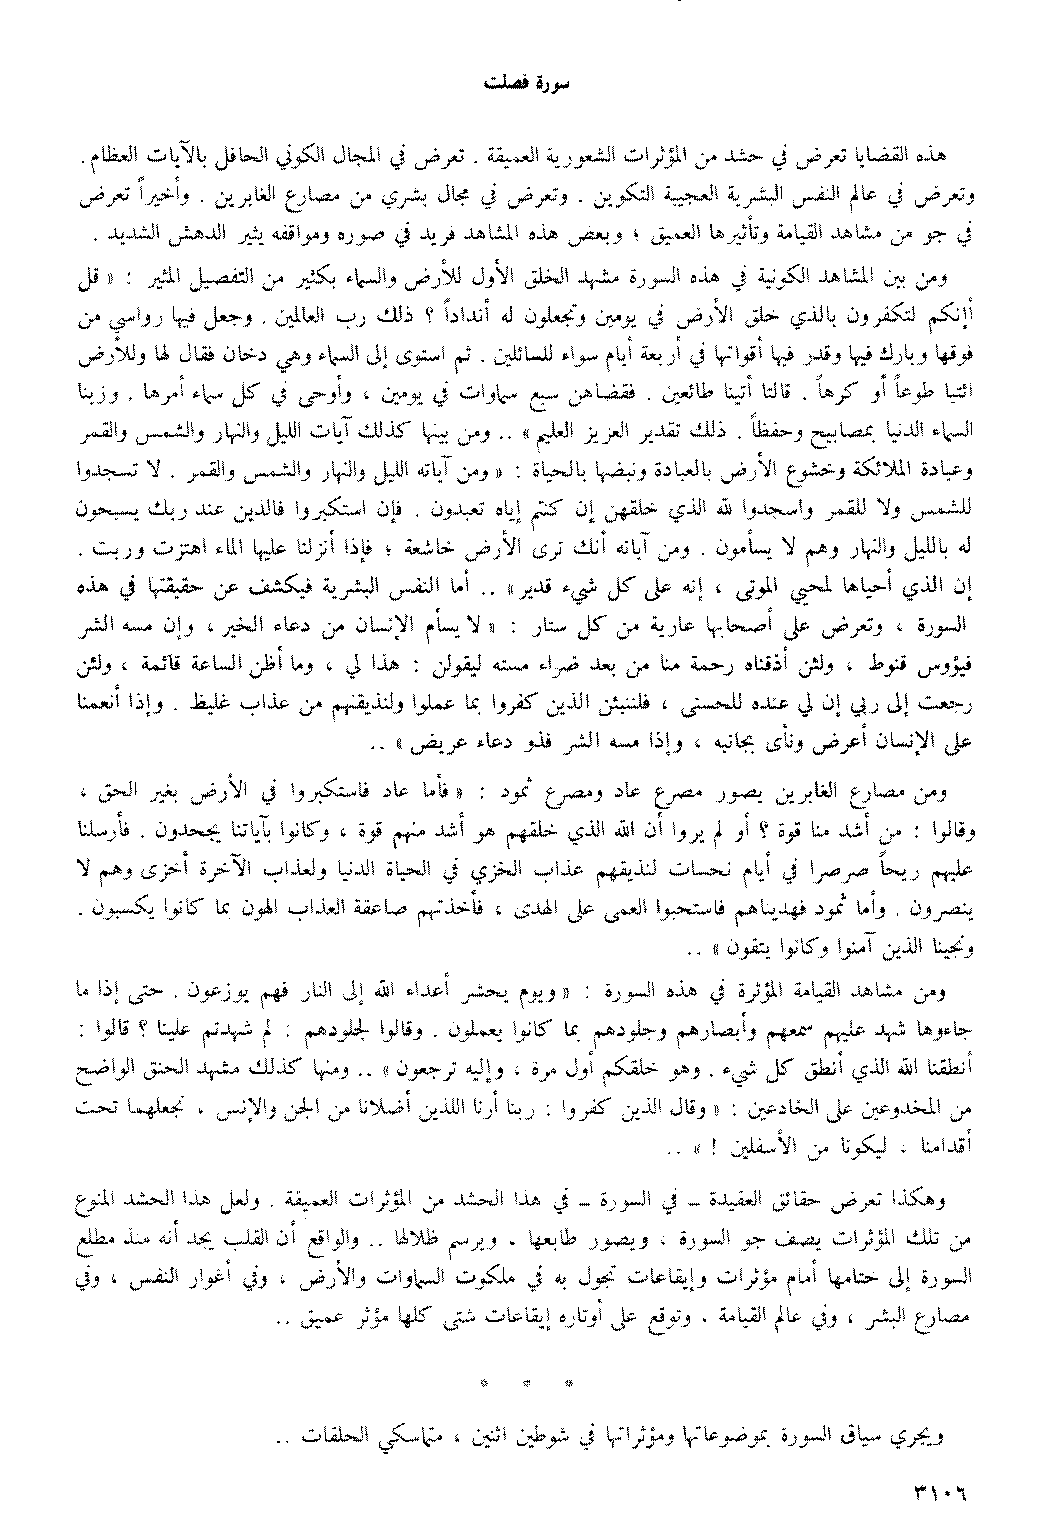 سورة فصلت
هذه القضايا تعرض في حشد من المؤثرات الشعورية العميقة . تعرض في المجال الكوني الحافل بالآيات العظام .
وتعرض في عالم النفس البشرية العجيبة التكوين . وتعرض في مجال بشري من مصارع الغابرين . وأخيراً تعرض
في جو من مشاهد القيامة وتأثيرها العميق ؛ وبعض هذه المشاهد فريد في صوره ومواقفه يثير الدهش الشديد .
ومن بين المشاهد الكونية في هذه السورة مشهد الخلق الأول للأرض والسماء بكثير من التفصيل المثير : « قل
أإنكم لتكفرون بالذي خلق الأرض في يومين وتجعلون له أنداداً ؟ ذلك رب العالمين . وجعل فيها رواسي من
فوقها وبارك فيها وقدر فيها أقواتها في أربعة أيام سواء للسائلين . ثم استوى إلى السماء وهي دخان فقال لها وللأرض
ائتيا طوعاً أو كرهاً . قالتا أتينا طائعين . فقضاهن سبع سماوات في يومين ، وأوحى في كل سماء أمرها . وزينا
السماء الدنيا بمصابيح وحفظاً . ذلك تقدير العزيز العليم » .. ومن بينها كذلك آيات الليل والنهار والشمس والقمر
وعبادة الملائكة وخشوع الأرض بالعبادة ونبضها بالحياة : « ومن آياته الليل والنهار والشمس والقمر . لا تسجدوا
للشمس ولا للقمر واسجدوا لله الذي خلقهن إن كنتم إياه تعبدون . فإن استكبروا فالذين عند ربك يسبحون
له بالليل والنهار وهم لا يسأمون . ومن آياته أنك ترى الأرض خاشعة ؛ فإذا أنزلنا عليها الماء اهتزت وربت .
إن الذي أحياها لمحيي الموتى ، إنه على كل شيء قدير » .. أما النفس البشرية فيكشف عن حقيقتها في هذه
السورة ، وتعرض على أصحابها عارية من كل ستار : « لا يسأم الإنسان من دعاء الخير ، وإن مسه الشر
فيؤوس قنوط ، ولئن أذقناه رحمة منا من بعد ضراء مسته ليقولن : هذا لي ، وما أظن الساعة قائمة ، ولئن
رجعت إلى ربي إن لي عنده للحسنى ، فلننبئن الذين كفروا بما عملوا ولنذيقنهم من عذاب غليظ . وإذا أنعمنا
على الإنسان أعرض ونأى بجانبه ، وإذا مسه الشر فذو دعاء عريض » ..
ومن مصارع الغابرين يصور مصرع عاد ومصرع ثمود : « فأما عاد فاستكبروا في الأرض بغير الحق ،
وقالوا : من أشد منا قوة ؟ أو لم يروا أن الله الذي خلقهم هو أشد منهم قوة ، وكانوا بآياتنا يجحدون . فأرسلنا
عليهم ريحاً صرصرا في أيام نحسات لنذيقهم عذاب الخزي في الحياة الدنيا ولعذاب الآخرة أخزى وهم لا
ينصرون . وأما ثمود فهديناهم فاستحبوا العمى على الهدى ، فأخذتهم صاعقة العذاب الهون بما كانوا يكسبون .
ونجينا الذين آمنوا وكانوا يتقون » ..
ومن مشاهد القيامة المؤثرة في هذه السورة : « ويوم يحشر أعداء الله إلى النار فهم يوزعون . حتى إذا ما
جاءوها شهد عليهم سمعهم وأبصارهم وجلودهم بما كانوا يعملون . وقالوا لجلودهم : لم شهدتم علينا ؟ قالوا :
أنطقنا الله الذي أنطق كل شيء . وهو خلقكم أول مرة ، وإليه ترجعون » .. ومنها كذلك مشهد الحنق الواضح
من المخدوعين على الخادعين : « وقال الذين كفروا : ربنا أرنا اللذين أضلانا من الجن والإنس ، نجعلهما تحت
أقدامنا ، ليكونا من الأسفلين ! » ..
وهكذا تعرض حقائق العقيدة – في السورة – في هذا الحشد من المؤثرات العميقة . ولعل هذا الحشد المنوع
من تلك المؤثرات يصف جو السورة ، ويصور طابعها ، ويرسم ظلالها .. والواقع أن القلب يجد أنه منذ مطلع
السورة إلى ختامها أمام مؤثرات وإيقاعات تجول به في ملكوت السماوات والأرض ، وفي أغوار النفس ، وفي
مصارع البشر ، وفي عالم القيامة ، وتوقع على أوتاره إيقاعات شتى كلها مؤثر عميق ..
* * *
ويجري سياق السورة بموضوعاتها ومؤثراتها في شوطين اثنين ، متماسكي الحلقات ..
٣١٠٦